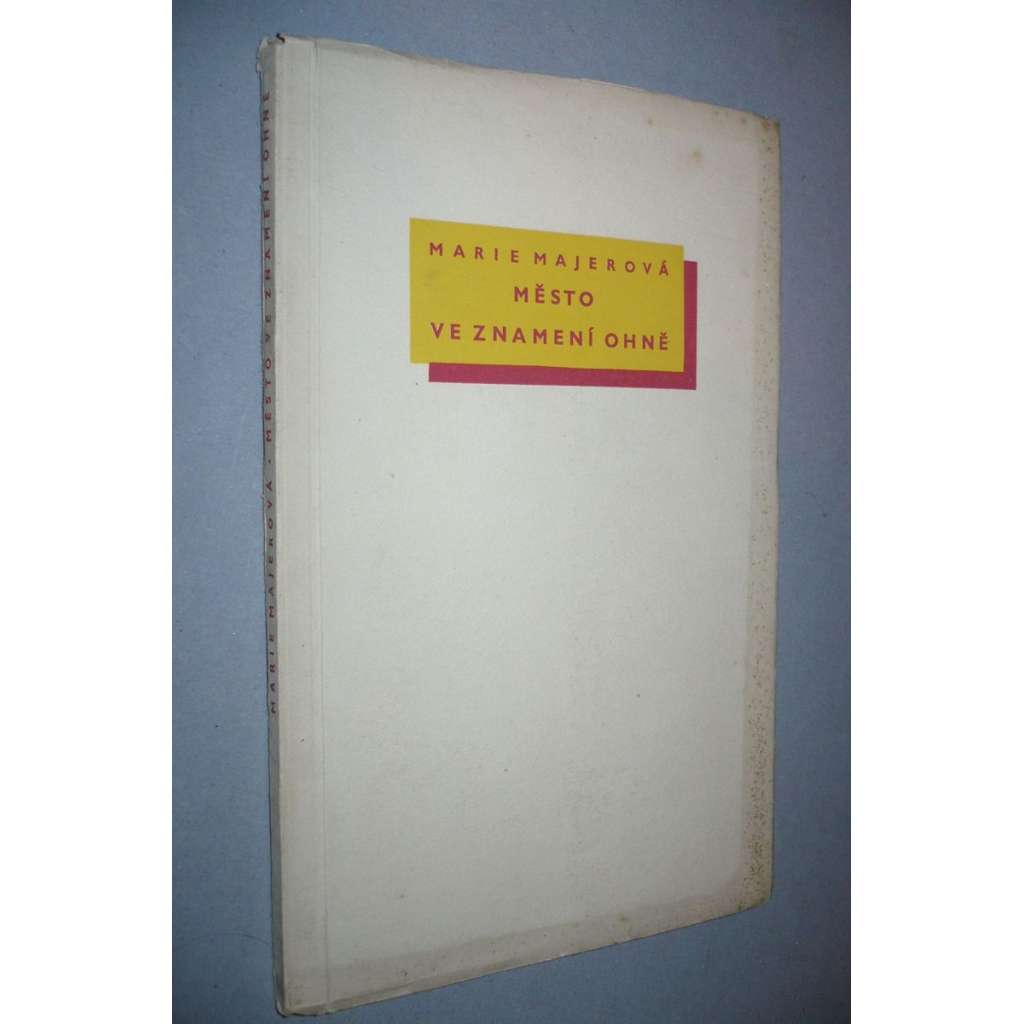 MARIE MAJEROVÁ
MĚSTO
VE ZNAMENÍ OHNĚ
MARIE MAJEROVÁ · MĚSTO VE ZNAMENÍ OHNĚ